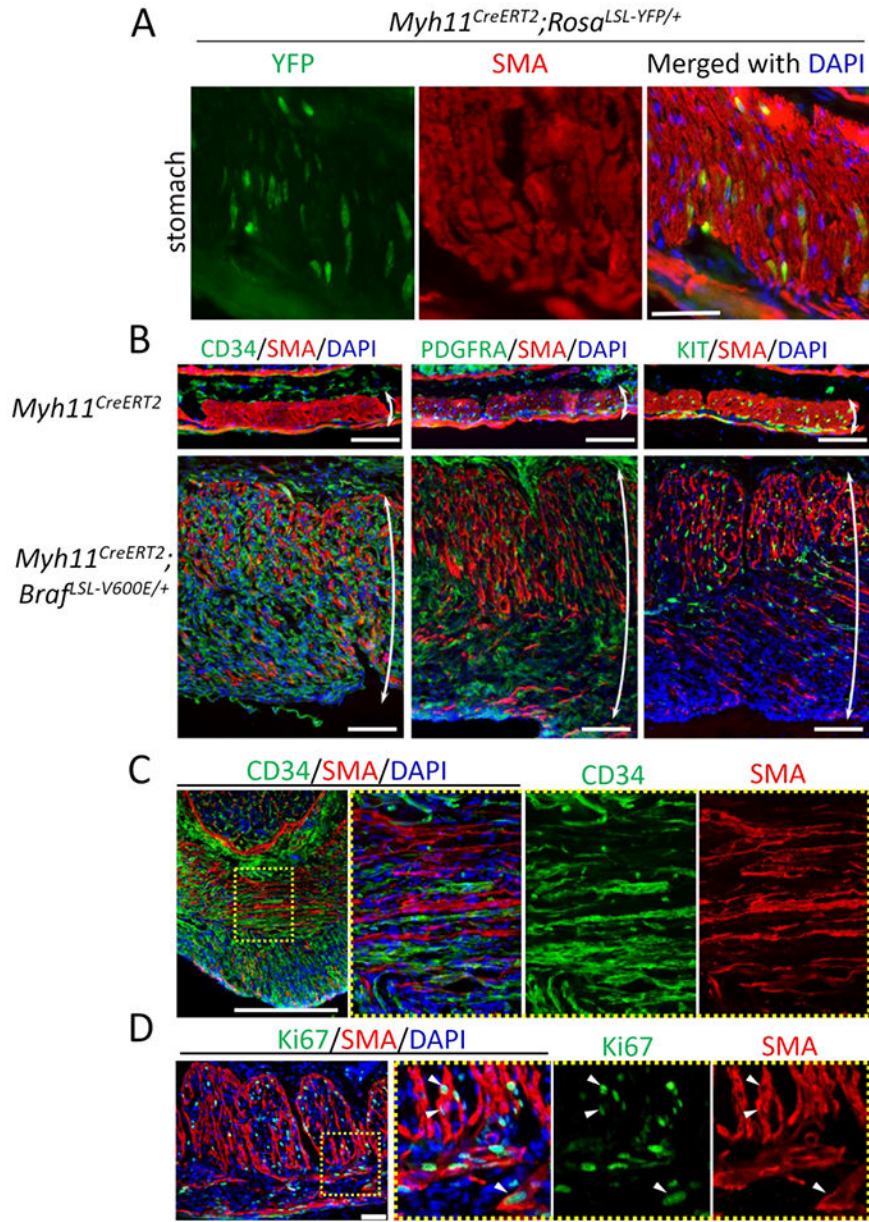 A
Myh11CreERT2;RosaLSL-YFP/+
YFP
SMA
Merged with DAPI
stomach
B
CD34/SMA/DAPI
PDGFRA/SMA/DAPI
KIT/SMA/DAPI
Myh11CreERT2
Myh11CreERT2;
BrafLSL-V600E/+
C
CD34/SMA/DAPI
CD34
SMA
D
Ki67/SMA/DAPI
Ki67
SMA